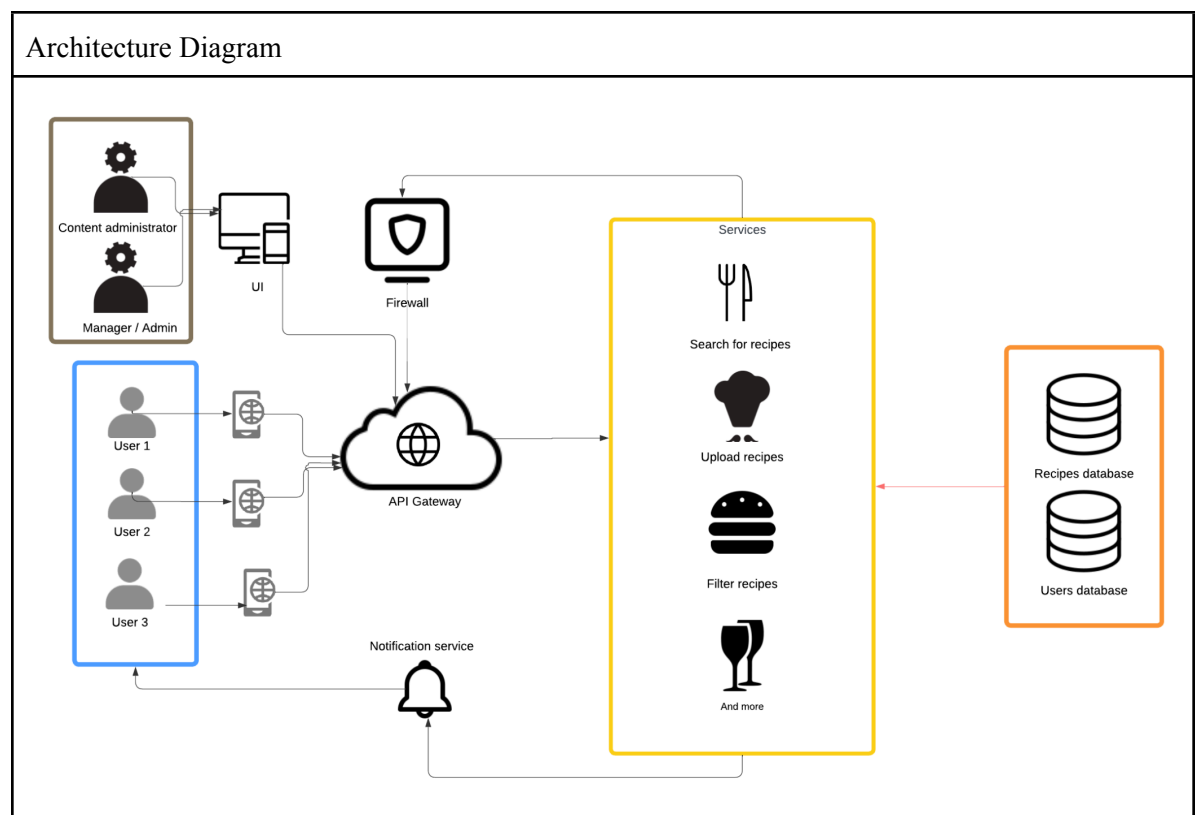 Architecture Diagram
Content administrator
Manager / Admin
UI
Firewall
Services
Search for recipes
Upload recipes
Filter recipes
And more
User 1
User 2
User 3
API Gateway
Notification service
Recipes database
Users database